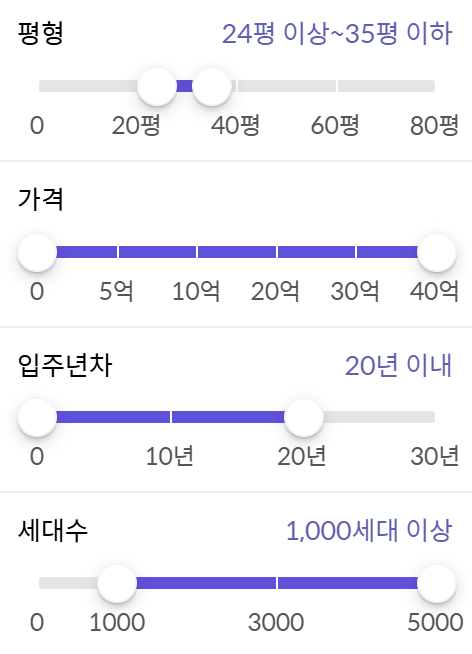 평형 24평 이상~35평 이하
0 20평 40평 60평 80평
가격
0 5억 10억 20억 30억 40억
입주년차 20년 이내
0 10년 20년 30년
세대수 1,000세대 이상
0 1000 3000 5000